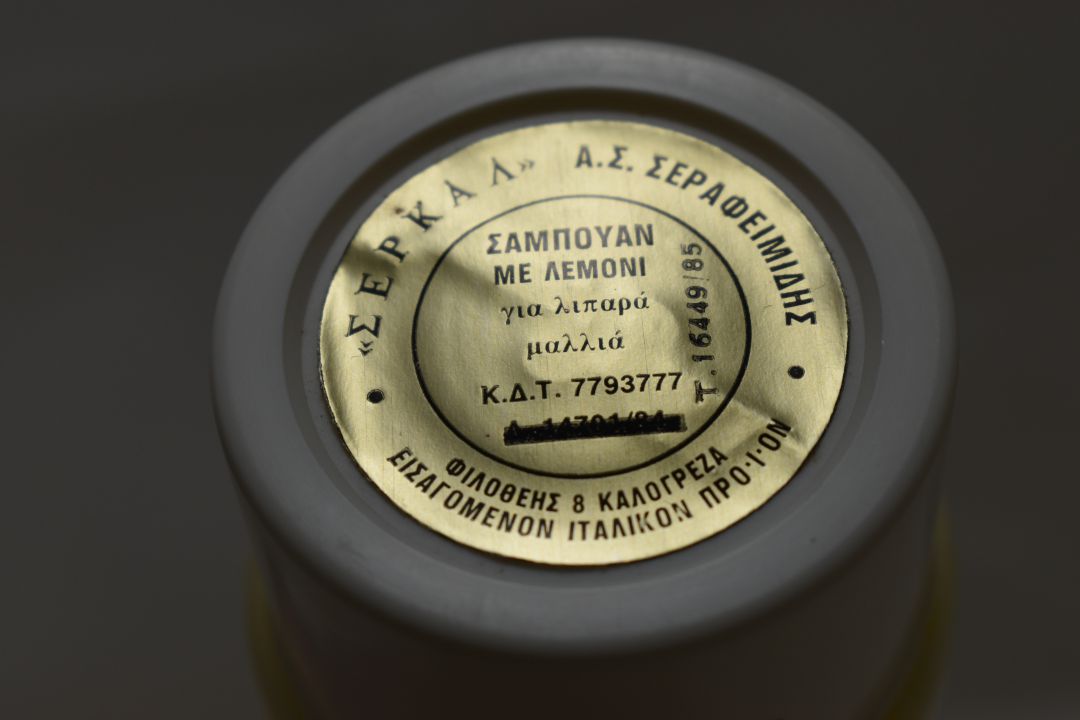 «ΣΕΡΚΑΛ» Α.Σ. ΣΕΡΑΦΕΙΜΙΔΗΣ
ΣΑΜΠΟΥΑΝ
ΜΕ ΛΕΜΟΝΙ
για λιπαρά
μαλλιά
Κ.Δ.Τ. 7793777
Τ.16449/85
ΦΙΛΟΘΕΗΣ 8 ΚΑΛΟΓΡΕΖΑ
ΕΙΣΑΓΟΜΕΝΟΝ ΙΤΑΛΙΚΟΝ ΠΡΟ·Ι·ΟΝ